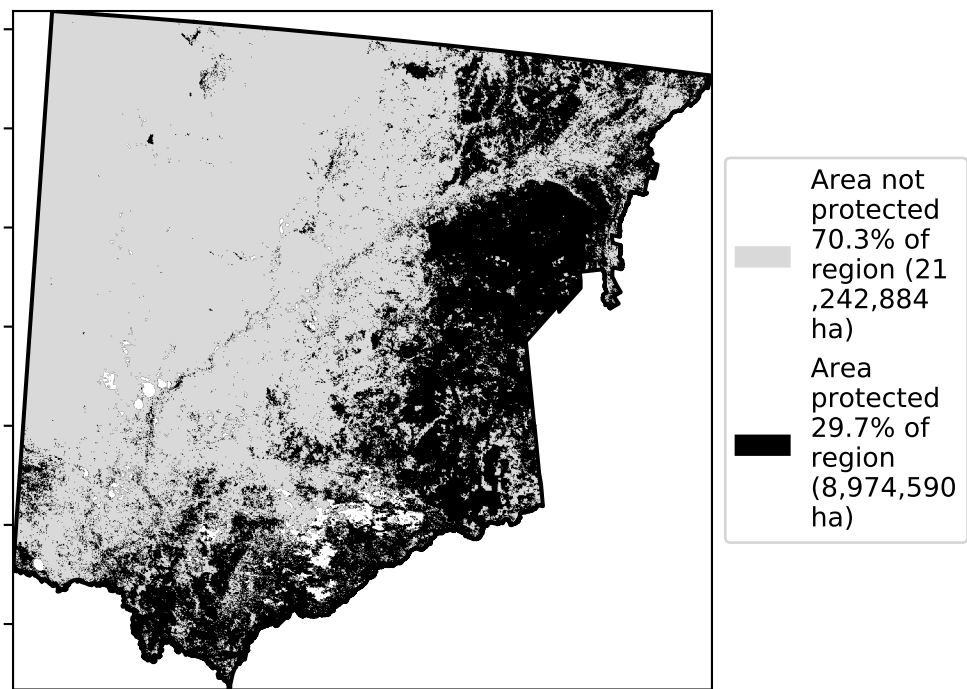 Area not
protected
70.3% of
region (21
,242,884
ha)
Area
protected
29.7% of
region
(8,974,590
ha)